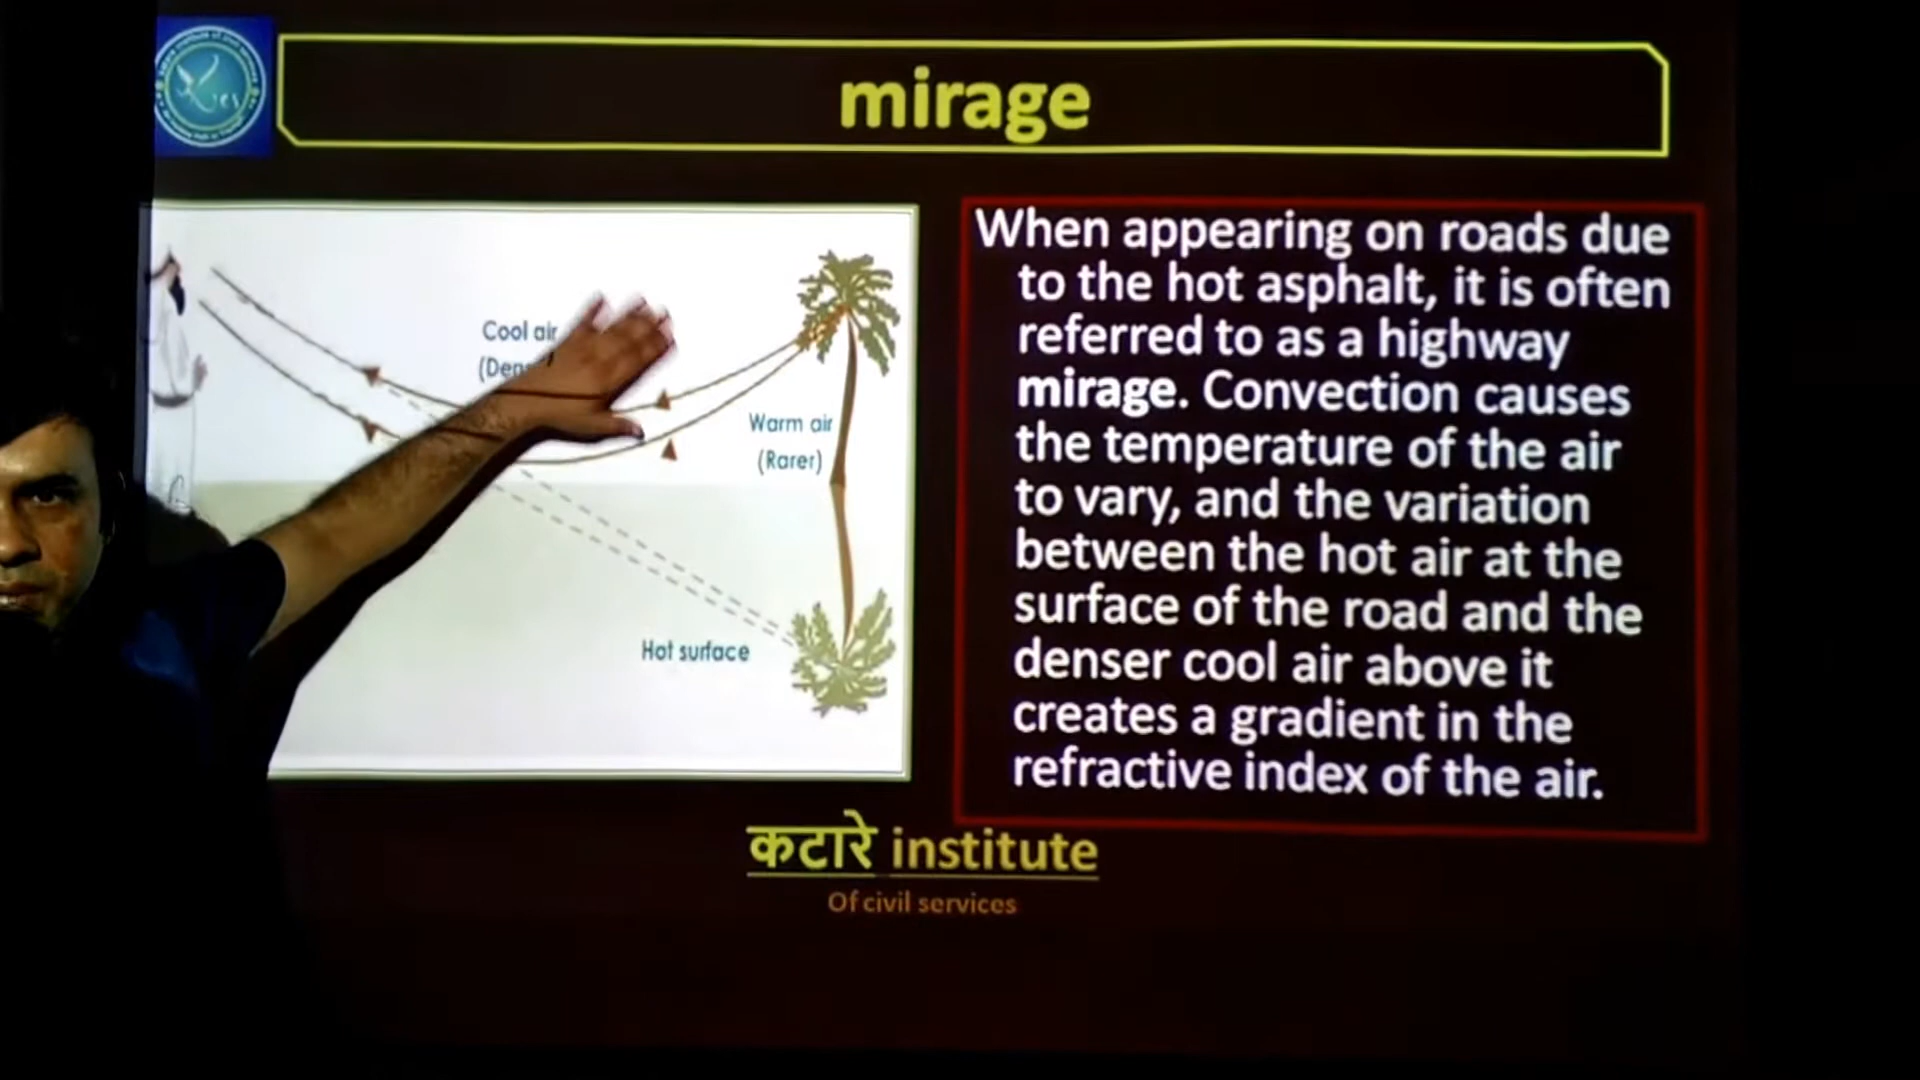 mirage
Cool air
Warm air
(Rarer)
Hot surface
When appearing on roads due
to the hot asphalt, it is often
referred to as a highway
mirage. Convection causes
the temperature of the air
to vary, and the variation
between the hot air at the
surface of the road and the
denser cool air above it
creates a gradient in the
refractive index of the air.
कटारे institute
Of civil services